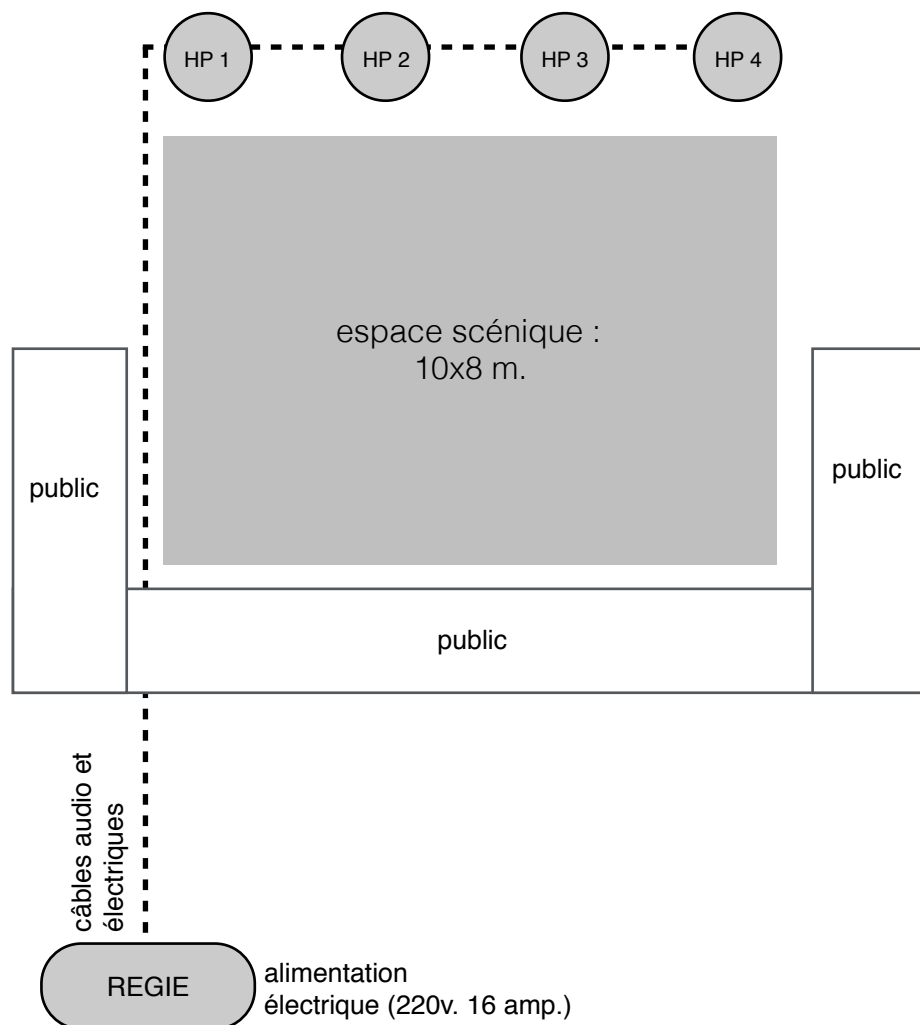 HP 1
HP 2
HP 3
HP 4
espace scénique :
10x8 m.
public
public
public
câbles audio et
électriques
REGIE
alimentation
électrique (220v. 16 amp.)